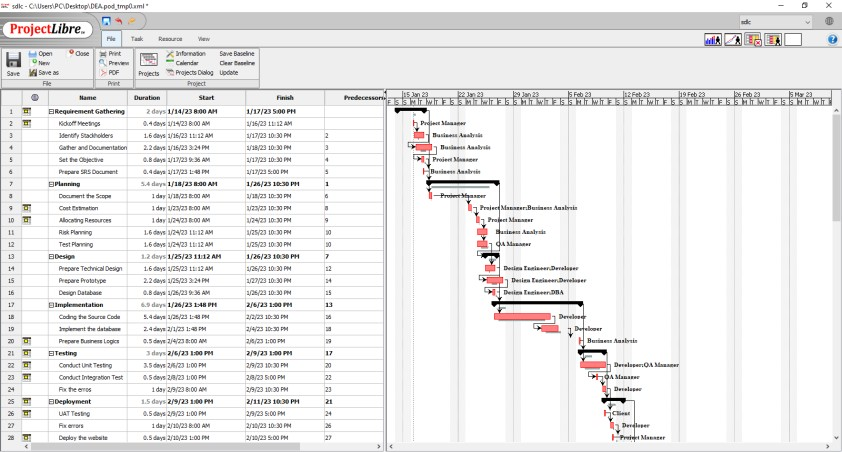 sdlc - C:\Users\PC\Desktop\DEA.pod_tmp0.xml *
ProjectLibre
File Task Resource View
sdlc
Save Open New Save as Close Print Preview PDF Projects Information Calendar Projects Dialog Save Baseline Clear Baseline Update
File Print Project
Name Duration Start Finish Predecessors
15 Jan 23 22 Jan 23 29 Jan 23 5 Feb 23 12 Feb 23 19 Feb 23 26 Feb 23 5 Mar 23
1 Requirement Gathering 2 days 1/14/23 8:00 AM 1/17/23 5:00 PM
2 Kickoff Meetings 0.4 days 1/14/23 8:00 AM 1/16/23 11:12 AM Project Manager
3 Identify Stackholders 1.6 days 1/16/23 11:12 AM 1/17/23 10:30 PM 2 Business Analysis
4 Gather and Documentation 2.2 days 1/16/23 3:24 PM 1/18/23 10:30 PM 3 Business Analysis
5 Set the Objective 0.8 days 1/17/23 9:36 AM 1/17/23 10:30 PM 4 Project Manager
6 Prepare SRS Document 0.4 days 1/17/23 1:48 PM 1/17/23 5:00 PM 5 Business Analysis
7 Planning 5.4 days 1/18/23 8:00 AM 1/26/23 10:30 PM 1
8 Document the Scope 1 day 1/18/23 8:00 AM 1/18/23 10:30 PM 6 Project Manager
9 Cost Estimation 1 day 1/23/23 8:00 AM 1/23/23 10:30 PM 8 Project Manager;Business Analysis
10 Allocating Resources 1 day 1/24/23 8:00 AM 1/24/23 10:30 PM 9 Project Manager
11 Risk Planning 1.4 days 1/24/23 11:12 AM 1/25/23 10:30 PM 10 Business Analysis
12 Test Planning 1.4 days 1/24/23 11:12 AM 1/25/23 10:30 PM 10 QA Manager
13 Design 1.2 days 1/25/23 11:12 AM 1/26/23 10:30 PM 7
14 Prepare Technical Design 1.6 days 1/25/23 11:12 AM 1/26/23 10:30 PM 12 Design Engineer;Developer
15 Prepare Prototype 2.2 days 1/25/23 3:24 PM 1/27/23 10:30 PM 14 Design Engineer;Developer
16 Design Database 0.8 days 1/26/23 9:36 AM 1/26/23 10:30 PM 15 Design Engineer;DBA
17 Implementation 6.9 days 1/26/23 1:48 PM 2/6/23 1:00 PM 13
18 Coding the Source Code 5.4 days 1/26/23 1:48 PM 2/2/23 10:30 PM 16 Developer
19 Implement the database 2.4 days 2/1/23 1:48 PM 2/3/23 10:30 PM 18 Developer
20 Prepare Business Logics 0.5 days 2/4/23 8:00 AM 2/6/23 1:00 PM 19 Business Analysis
21 Testing 3 days 2/6/23 1:00 PM 2/9/23 1:00 PM 17
22 Conduct Unit Testing 3.5 days 2/6/23 1:00 PM 2/9/23 10:30 PM 20 Developer;QA Manager
23 Conduct Integration Test 0.5 days 2/8/23 1:00 PM 2/8/23 5:00 PM 22 QA Manager
24 Fix the erros 1 day 2/9/23 8:00 AM 2/9/23 10:30 PM 23 Developer
25 Deployment 1.5 days 2/9/23 1:00 PM 2/11/23 10:30 PM 21
26 UAT Testing 0.5 days 2/9/23 1:00 PM 2/9/23 5:00 PM 24 Client
27 Fix errors 1 day 2/10/23 8:00 AM 2/10/23 10:30 PM 26 Developer
28 Deploy the website 0.5 days 2/10/23 1:00 PM 2/10/23 5:00 PM 27 Project Manager